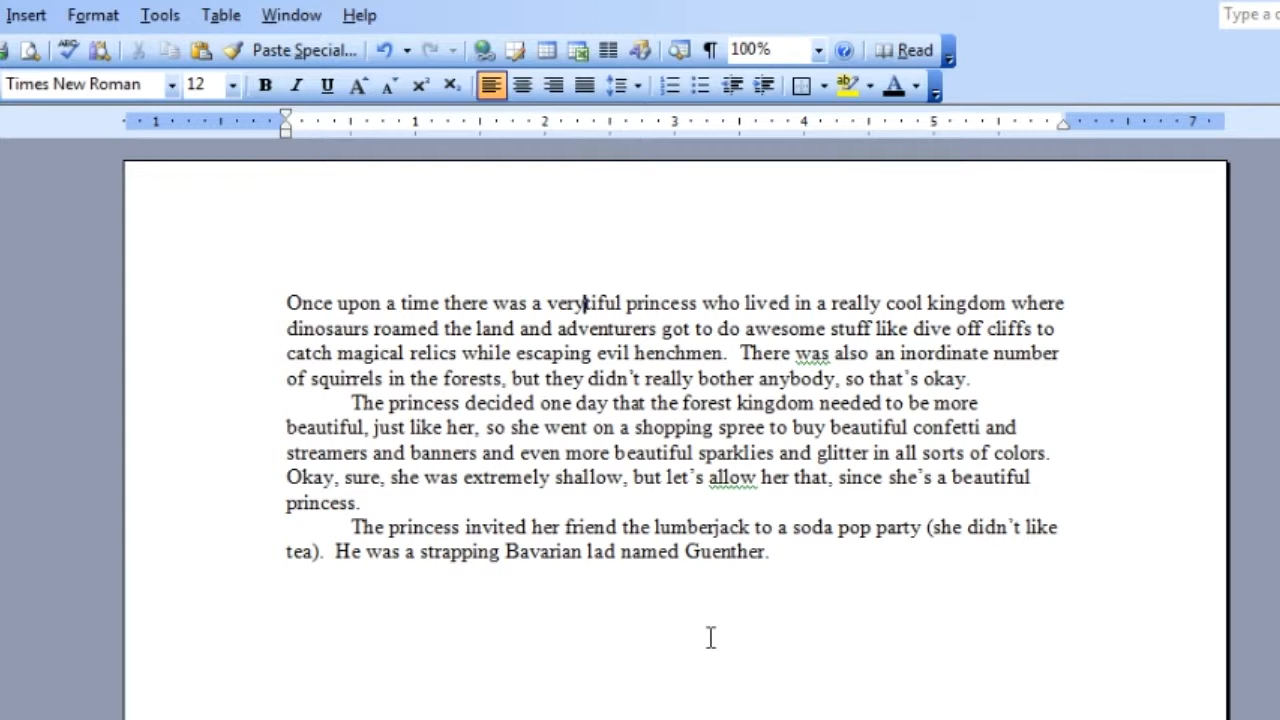 Insert Format Tools Table Window Help
Type a
Paste Special... 100% Read
Times New Roman 12 B I U A A x² x₂ ab A
1 1 2 3 4 5 7
Once upon a time there was a verytiful princess who lived in a really cool kingdom where
dinosaurs roamed the land and adventurers got to do awesome stuff like dive off cliffs to
catch magical relics while escaping evil henchmen.  There was also an inordinate number
of squirrels in the forests, but they didn’t really bother anybody, so that’s okay.
The princess decided one day that the forest kingdom needed to be more
beautiful, just like her, so she went on a shopping spree to buy beautiful confetti and
streamers and banners and even more beautiful sparklies and glitter in all sorts of colors.
Okay, sure, she was extremely shallow, but let’s allow her that, since she’s a beautiful
princess.
The princess invited her friend the lumberjack to a soda pop party (she didn’t like
tea).  He was a strapping Bavarian lad named Guenther.